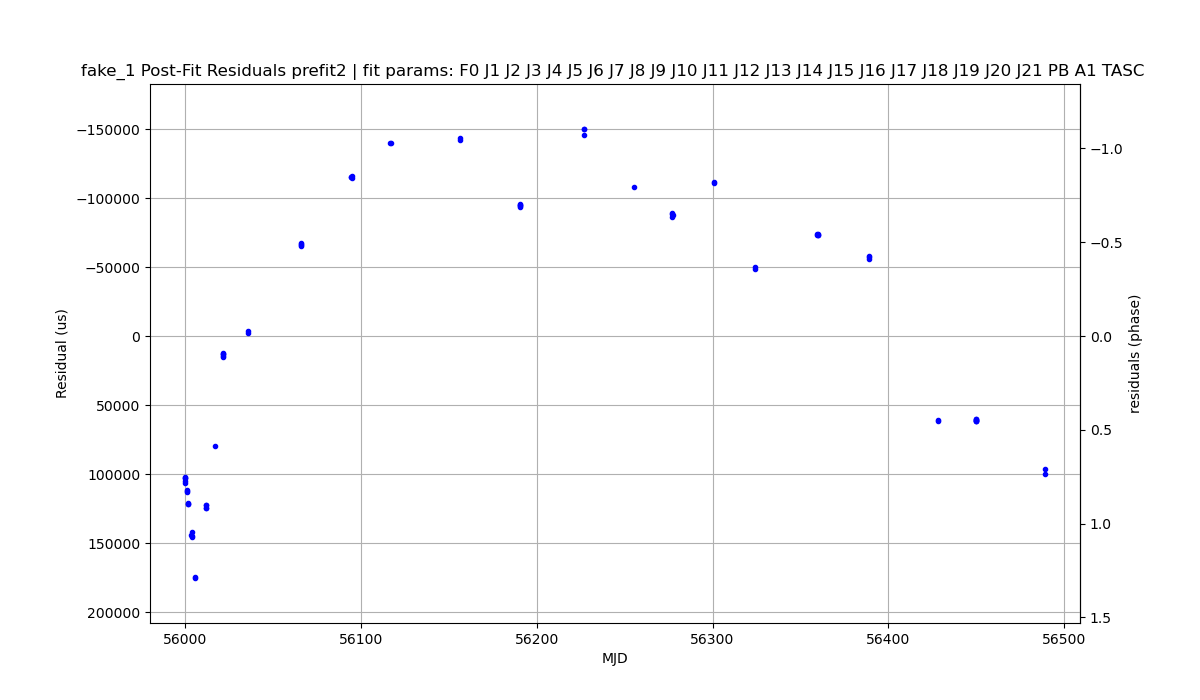 fake_1 Post-Fit Residuals prefit2 | fit params: F0 J1 J2 J3 J4 J5 J6 J7 J8 J9 J10 J11 J12 J13 J14 J15 J16 J17 J18 J19 J20 J21 PB A1 TASC
−150000
−100000
−50000
0
50000
100000
150000
200000
Residual (us)
−1.0
−0.5
0.0
0.5
1.0
1.5
residuals (phase)
56000 56100 56200 56300 56400 56500
MJD